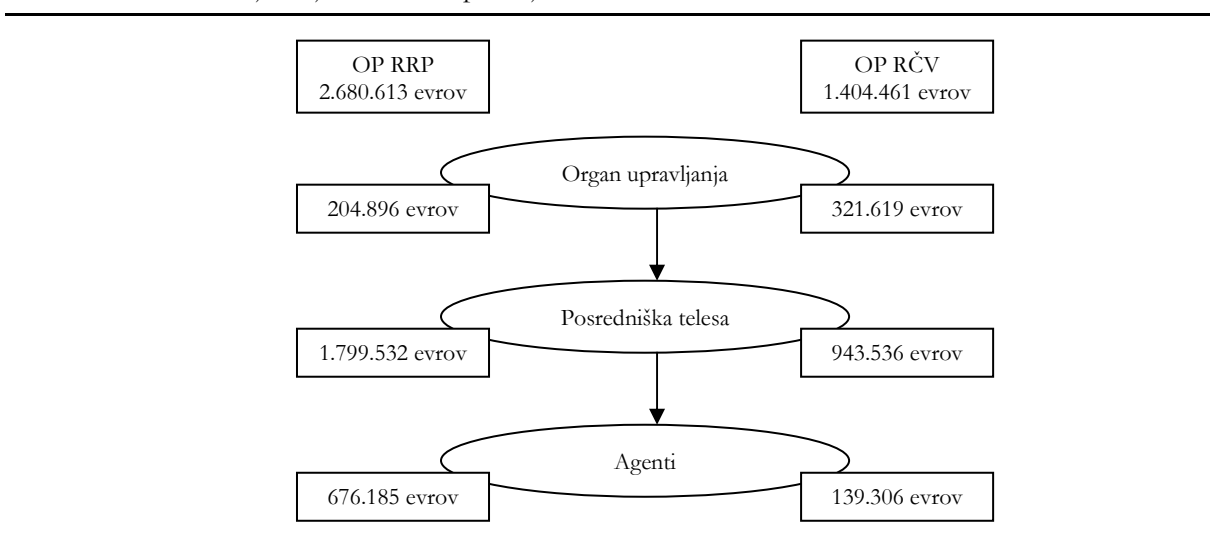 OP RRP
2.680.613 evrov
OP RČV
1.404.461 evrov
Organ upravljanja
204.896 evrov
321.619 evrov
Posredniška telesa
1.799.532 evrov
943.536 evrov
Agenti
676.185 evrov
139.306 evrov